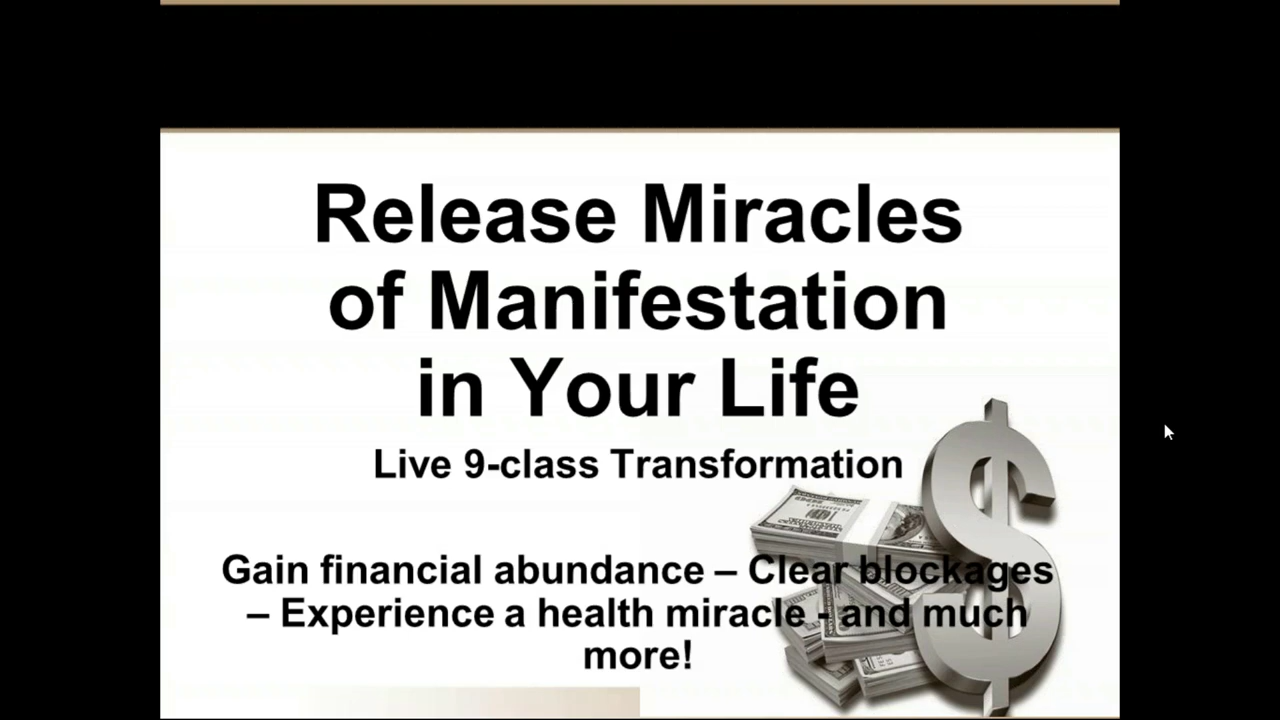 Release Miracles
of Manifestation
in Your Life
Live 9-class Transformation
Gain financial abundance – Clear blockages
– Experience a health miracle - and much
more!